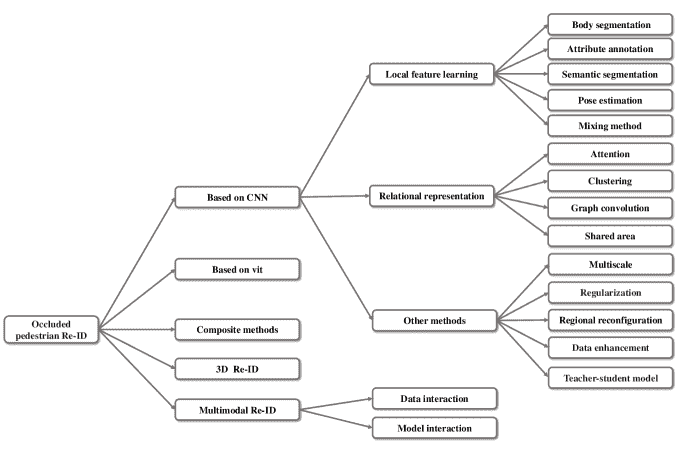 Body segmentation
Attribute annotation
Local feature learning
Semantic segmentation
Pose estimation
Mixing method
Attention
Clustering
Based on CNN
Relational representation
Graph convolution
Shared area
Multiscale
Based on vit
Regularization
Occluded
pedestrian Re-ID
Composite methods
Other methods
Regional reconfiguration
Data enhancement
3D Re-ID
Teacher-student model
Data interaction
Multimodal Re-ID
Model interaction